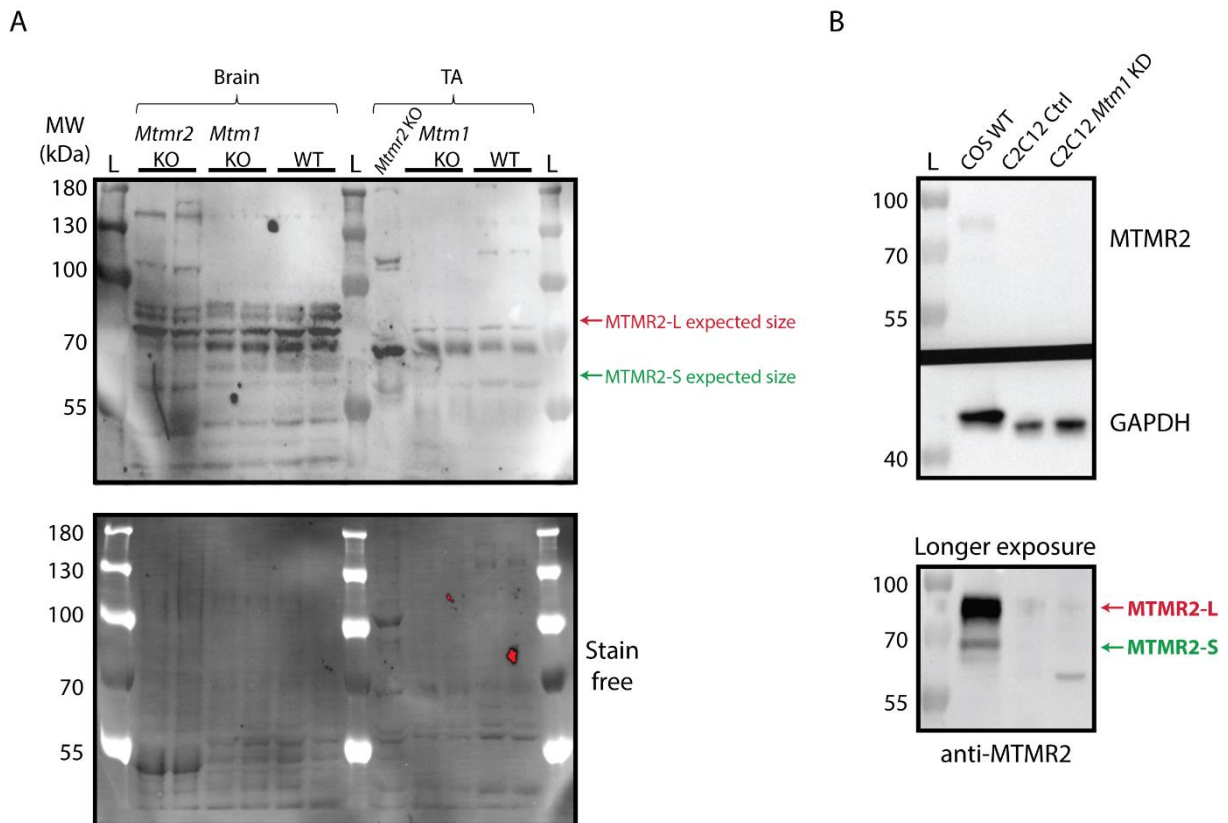 A
Brain
TA
MW
(kDa)
Mtmr2
KO
Mtm1
KO
WT
L
L
Mtmr2 KO
Mtm1
KO
WT
L
180
130
100
70
55
MTMR2-L expected size
MTMR2-S expected size
180
130
100
70
55
Stain
free
B
L
COS WT
C2C12 Ctrl
C2C12 Mtm1 KD
100
70
55
40
MTMR2
GAPDH
Longer exposure
100
70
55
MTMR2-L
MTMR2-S
anti-MTMR2